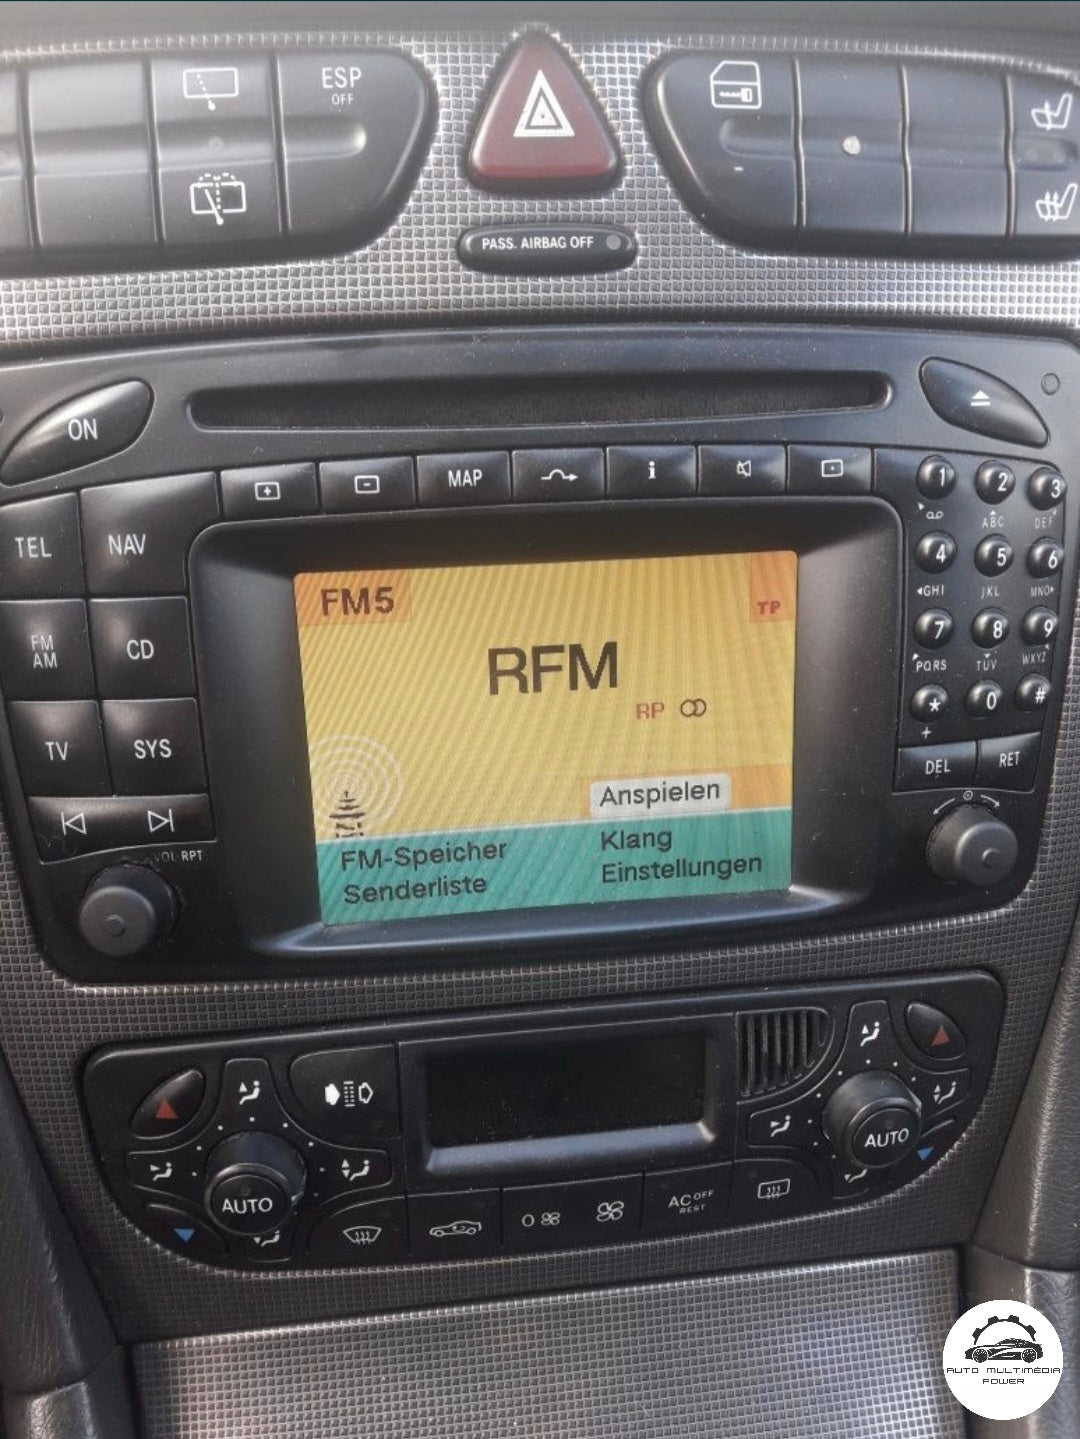 ESP
OFF
PASS. AIRBAG OFF
ON
MAP
i
TEL
NAV
FM
AM
CD
TV
SYS
VOL RPT
1
2
3
ABC
DEF
4
5
6
GHI
JKL
MNO
7
8
9
PQRS
TUV
WXYZ
*
0
#
+
DEL
RET
FM5
TP
RFM
RP
Anspielen
FM-Speicher
Klang
Senderliste
Einstellungen
AUTO
AUTO
0
AC OFF
REST
AUTO MULTIMÉDIA
POWER